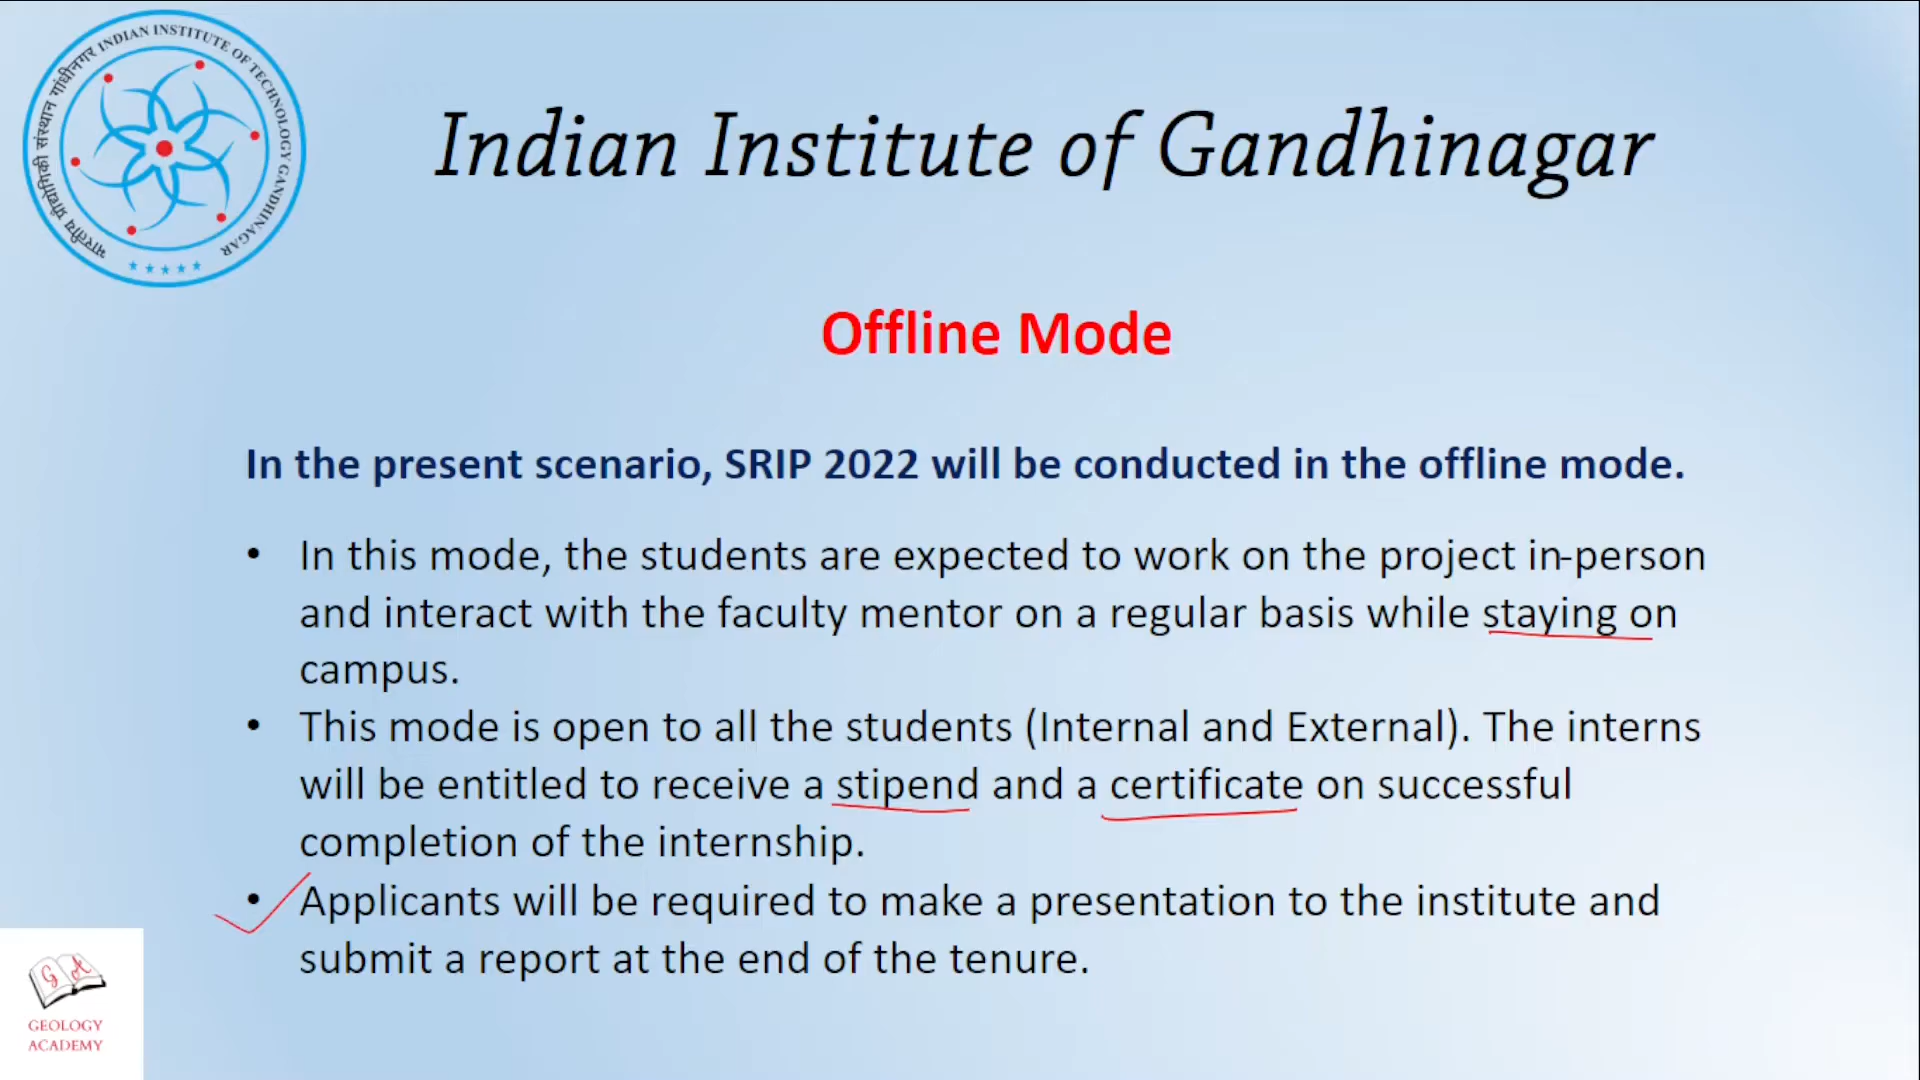 भारतीय प्रौद्योगिकी संस्थान गांधीनगर INDIAN INSTITUTE OF TECHNOLOGY GANDHINAGAR
Indian Institute of Gandhinagar
Offline Mode
In the present scenario, SRIP 2022 will be conducted in the offline mode.
• In this mode, the students are expected to work on the project in-person
and interact with the faculty mentor on a regular basis while staying on
campus.
• This mode is open to all the students (Internal and External). The interns
will be entitled to receive a stipend and a certificate on successful
completion of the internship.
• Applicants will be required to make a presentation to the institute and
submit a report at the end of the tenure.
G A
GEOLOGY
ACADEMY